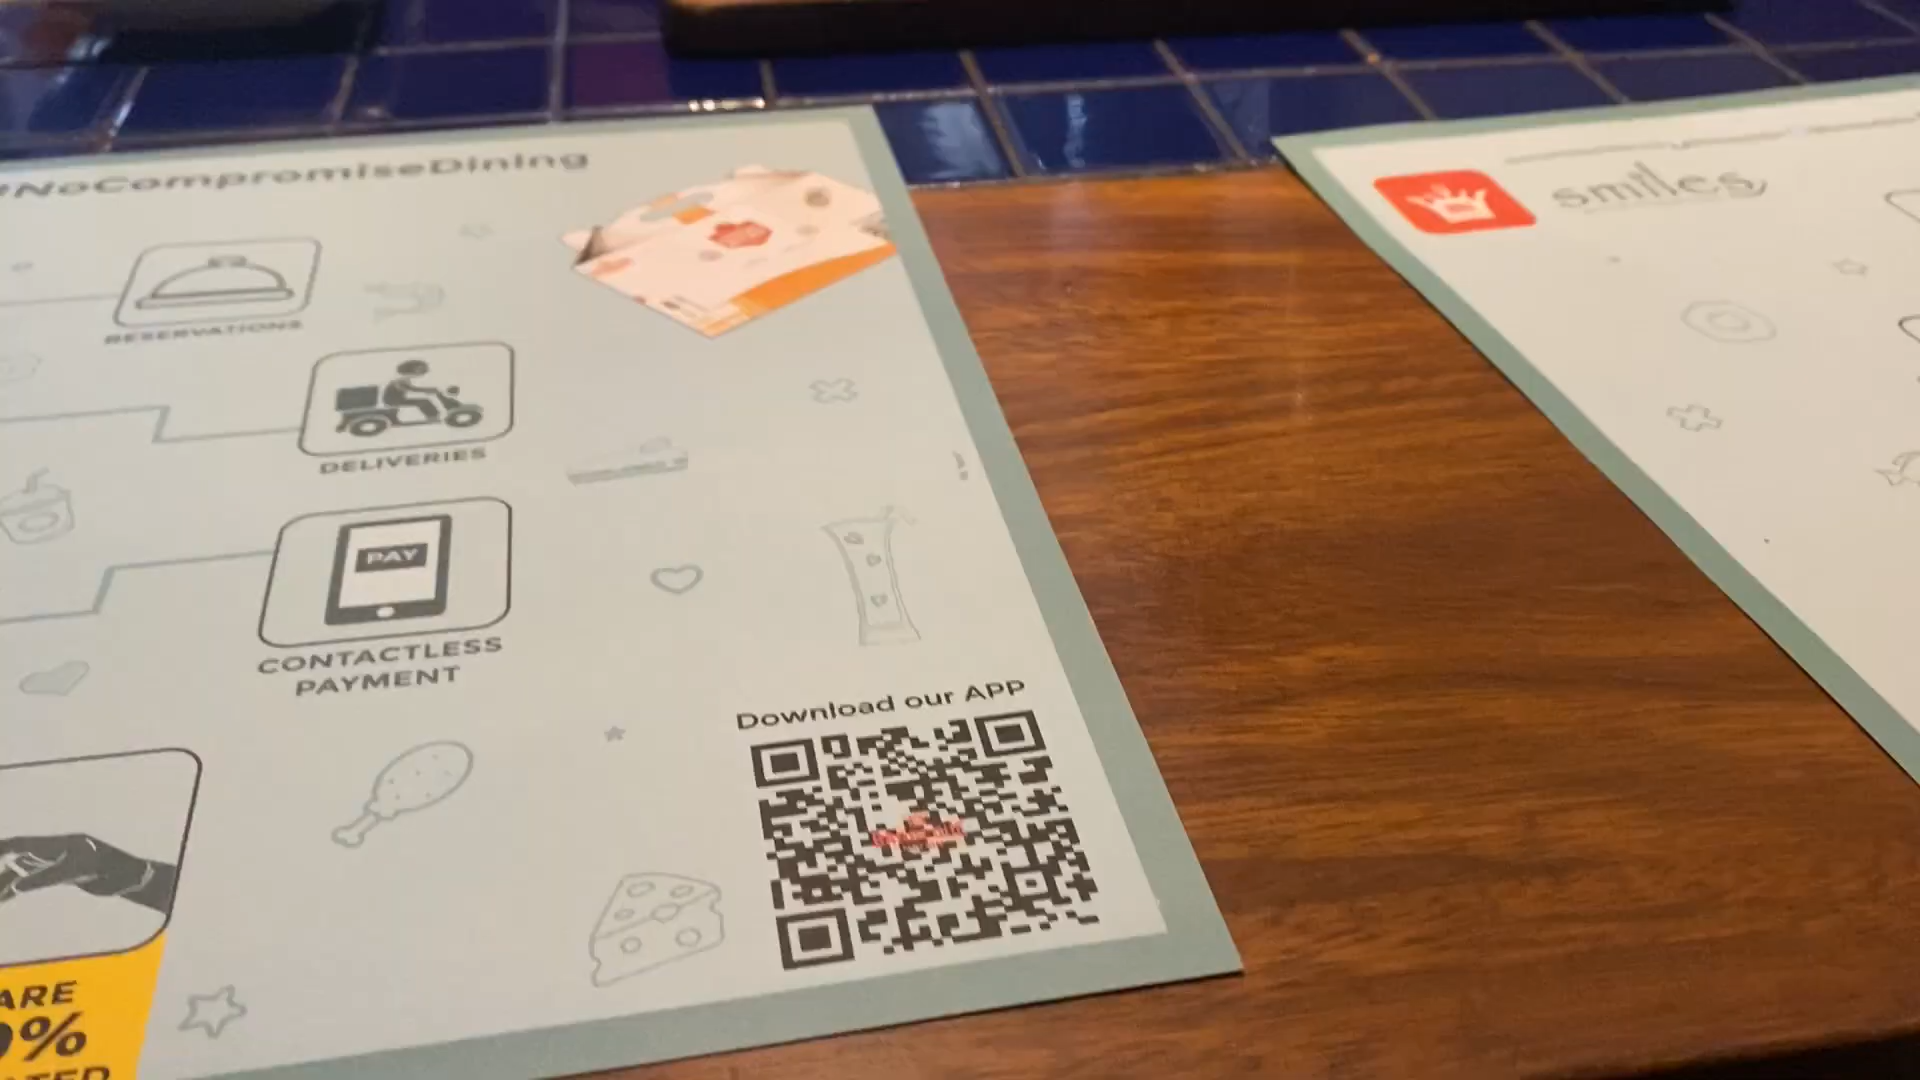 #NoCompromiseDining
smiles
RESERVATIONS
DELIVERIES
PAY
CONTACTLESS
PAYMENT
Download our APP
ARE
%